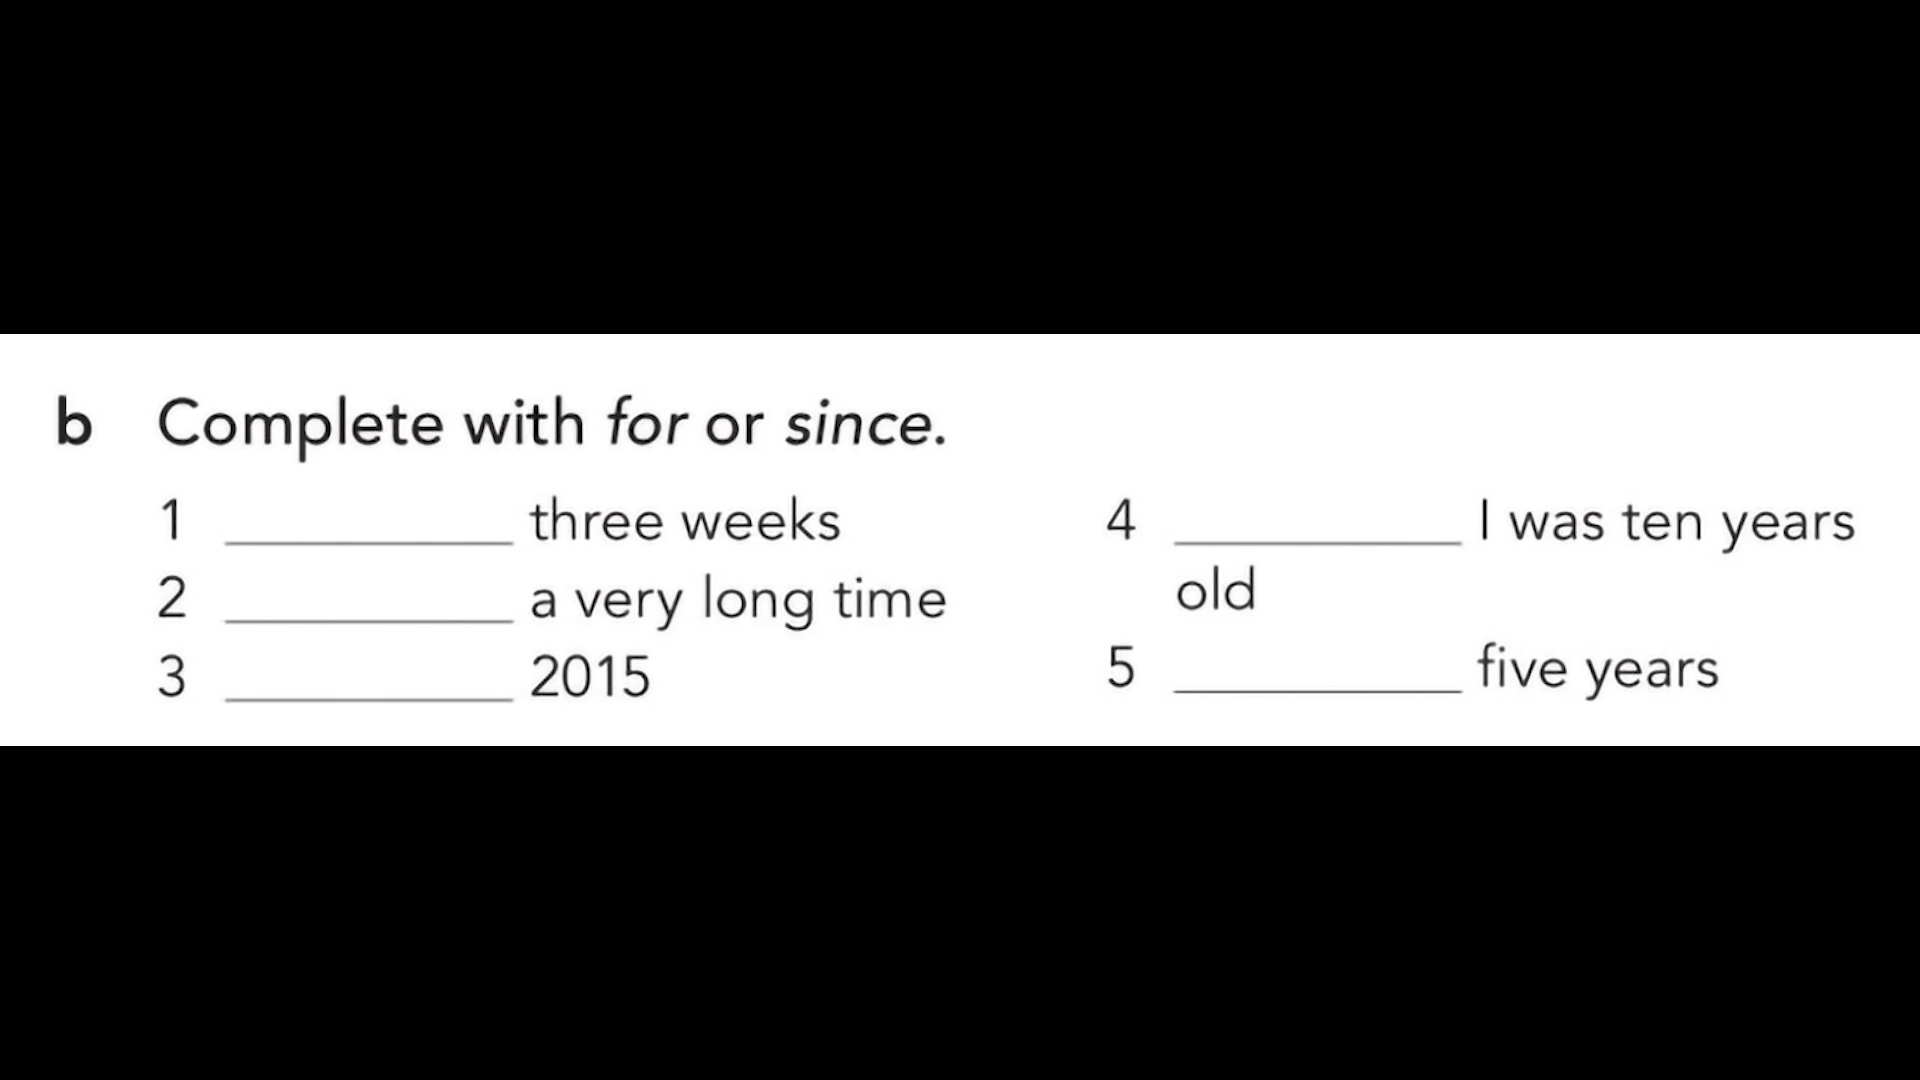 b Complete with for or since.
1 __________ three weeks
2 __________ a very long time
3 __________ 2015
4 __________ I was ten years
old
5 __________ five years